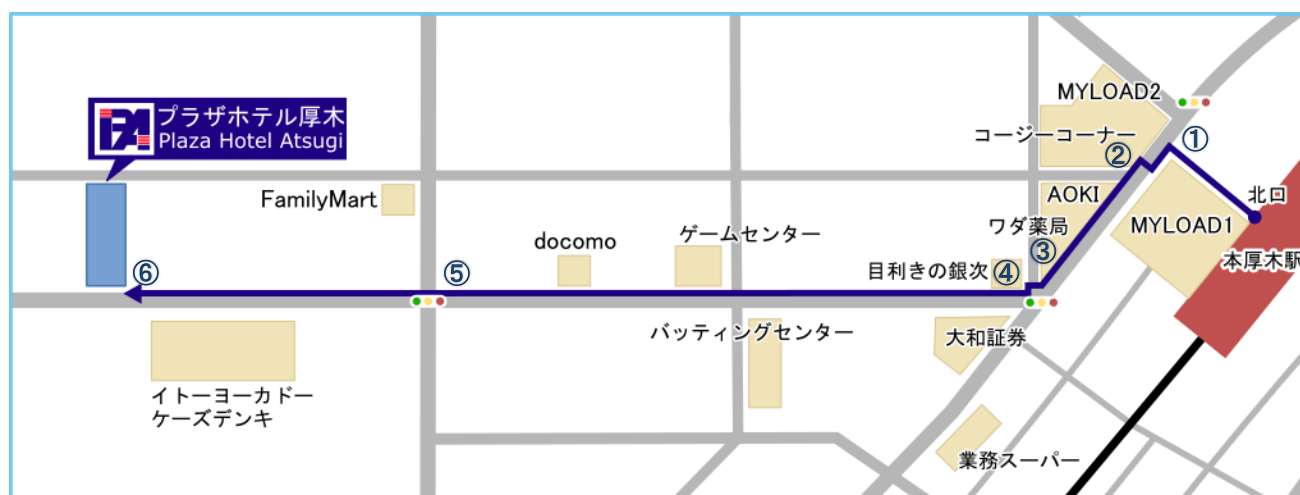 プラザホテル厚木
Plaza Hotel Atsugi
MYLOAD2
コージーコーナー
①
②
北口
AOKI
FamilyMart
ワダ薬局
MYLOAD1
docomo
ゲームセンター
③
本厚木駅
目利きの銀次
④
⑤
⑥
バッティングセンター
大和証券
イトーヨーカドー
ケーズデンキ
業務スーパー